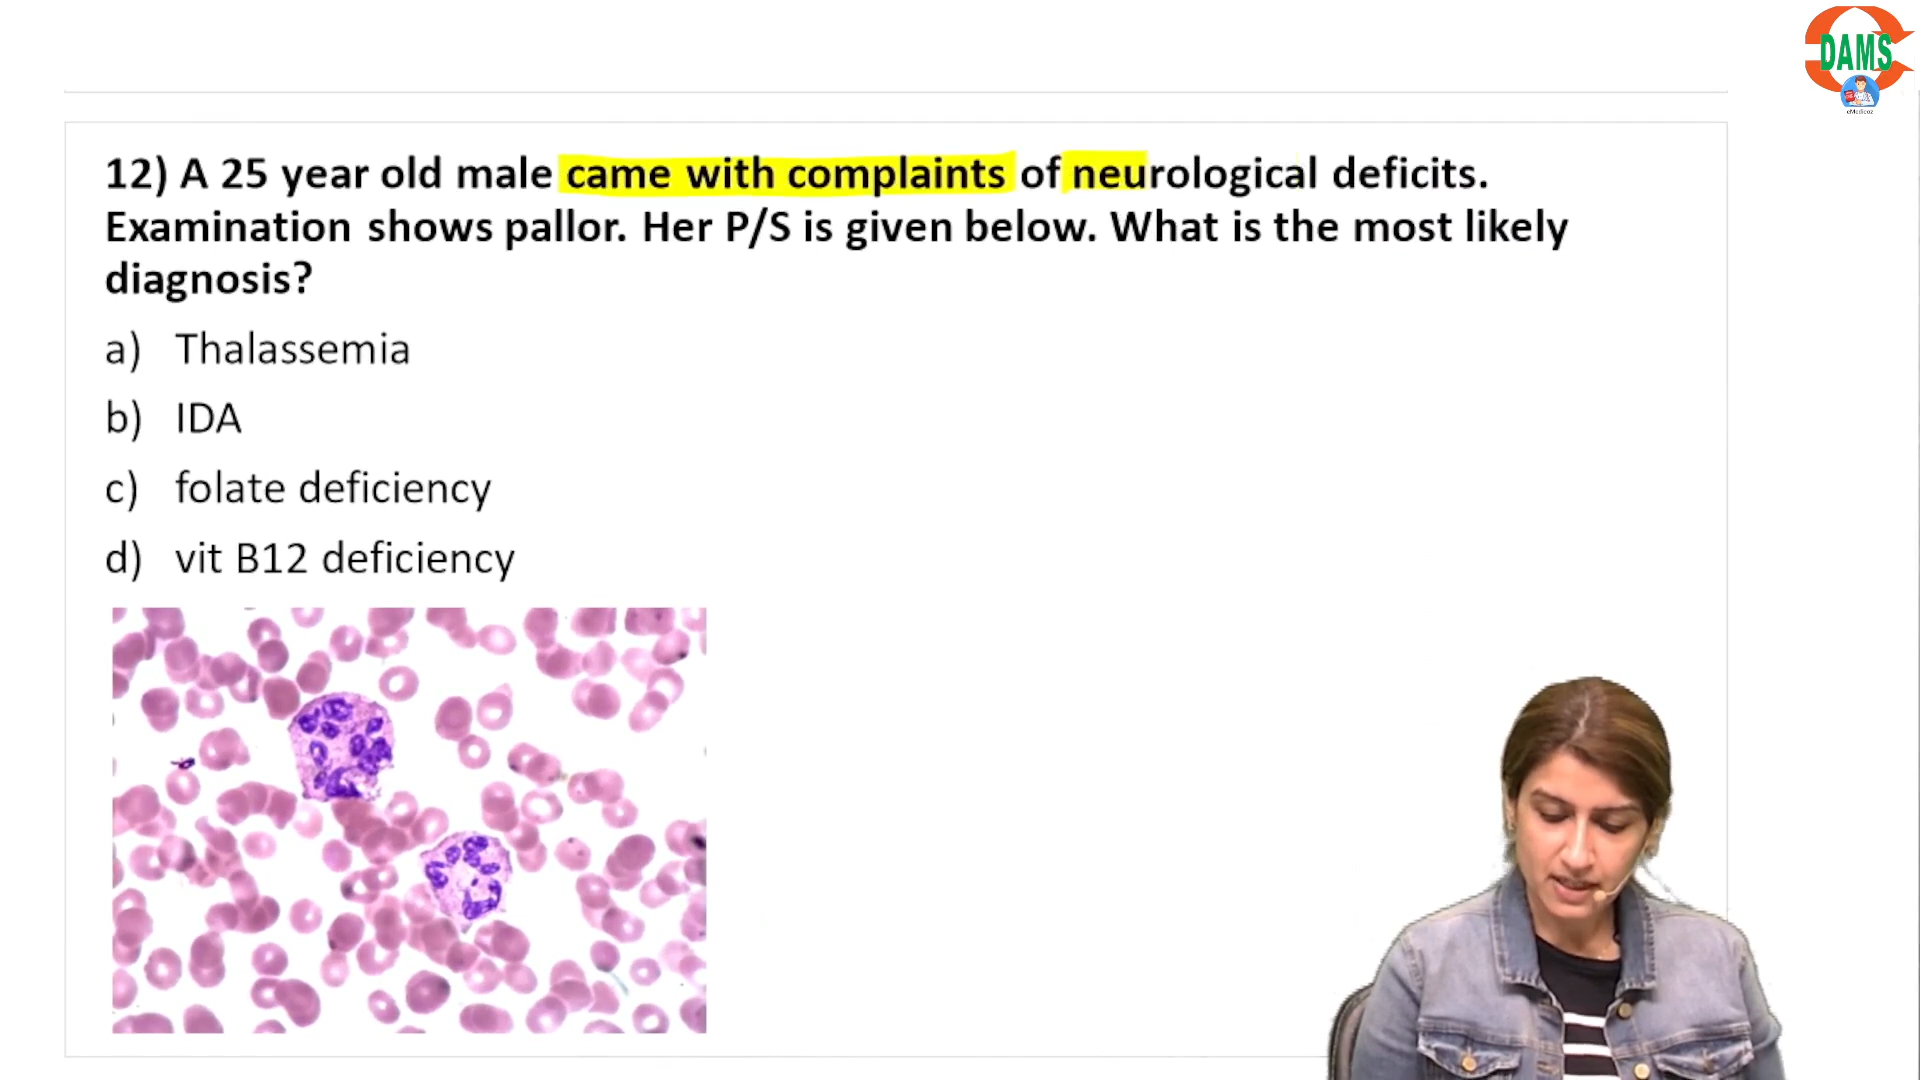 DAMS
eMedicoz
12) A 25 year old male came with complaints of neurological deficits.
Examination shows pallor. Her P/S is given below. What is the most likely
diagnosis?
a) Thalassemia
b) IDA
c) folate deficiency
d) vit B12 deficiency